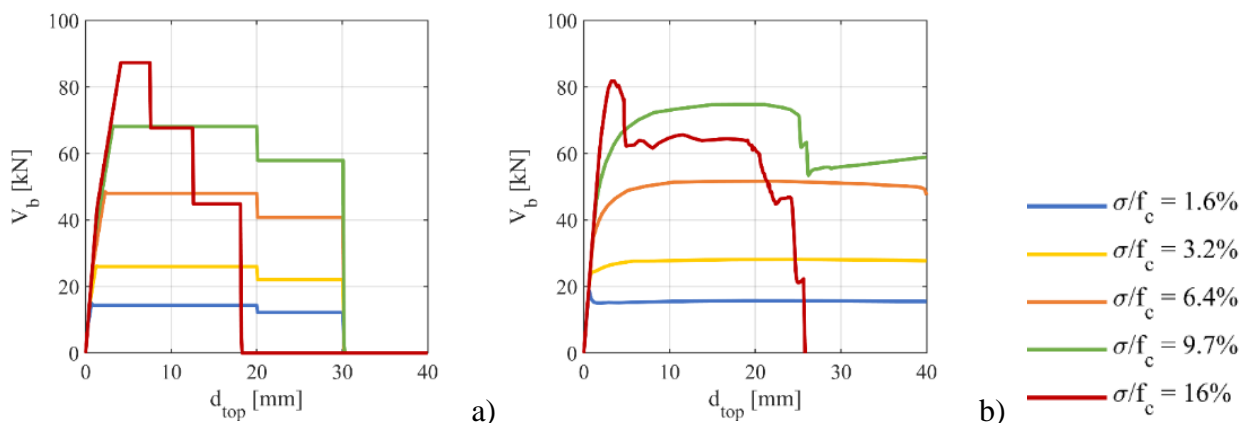 100
80
60
40
20
0
V_b [kN]
0 10 20 30 40
d_top [mm]
a)
100
80
60
40
20
0
V_b [kN]
0 10 20 30 40
d_top [mm]
b)
σ/f_c = 1.6%
σ/f_c = 3.2%
σ/f_c = 6.4%
σ/f_c = 9.7%
σ/f_c = 16%